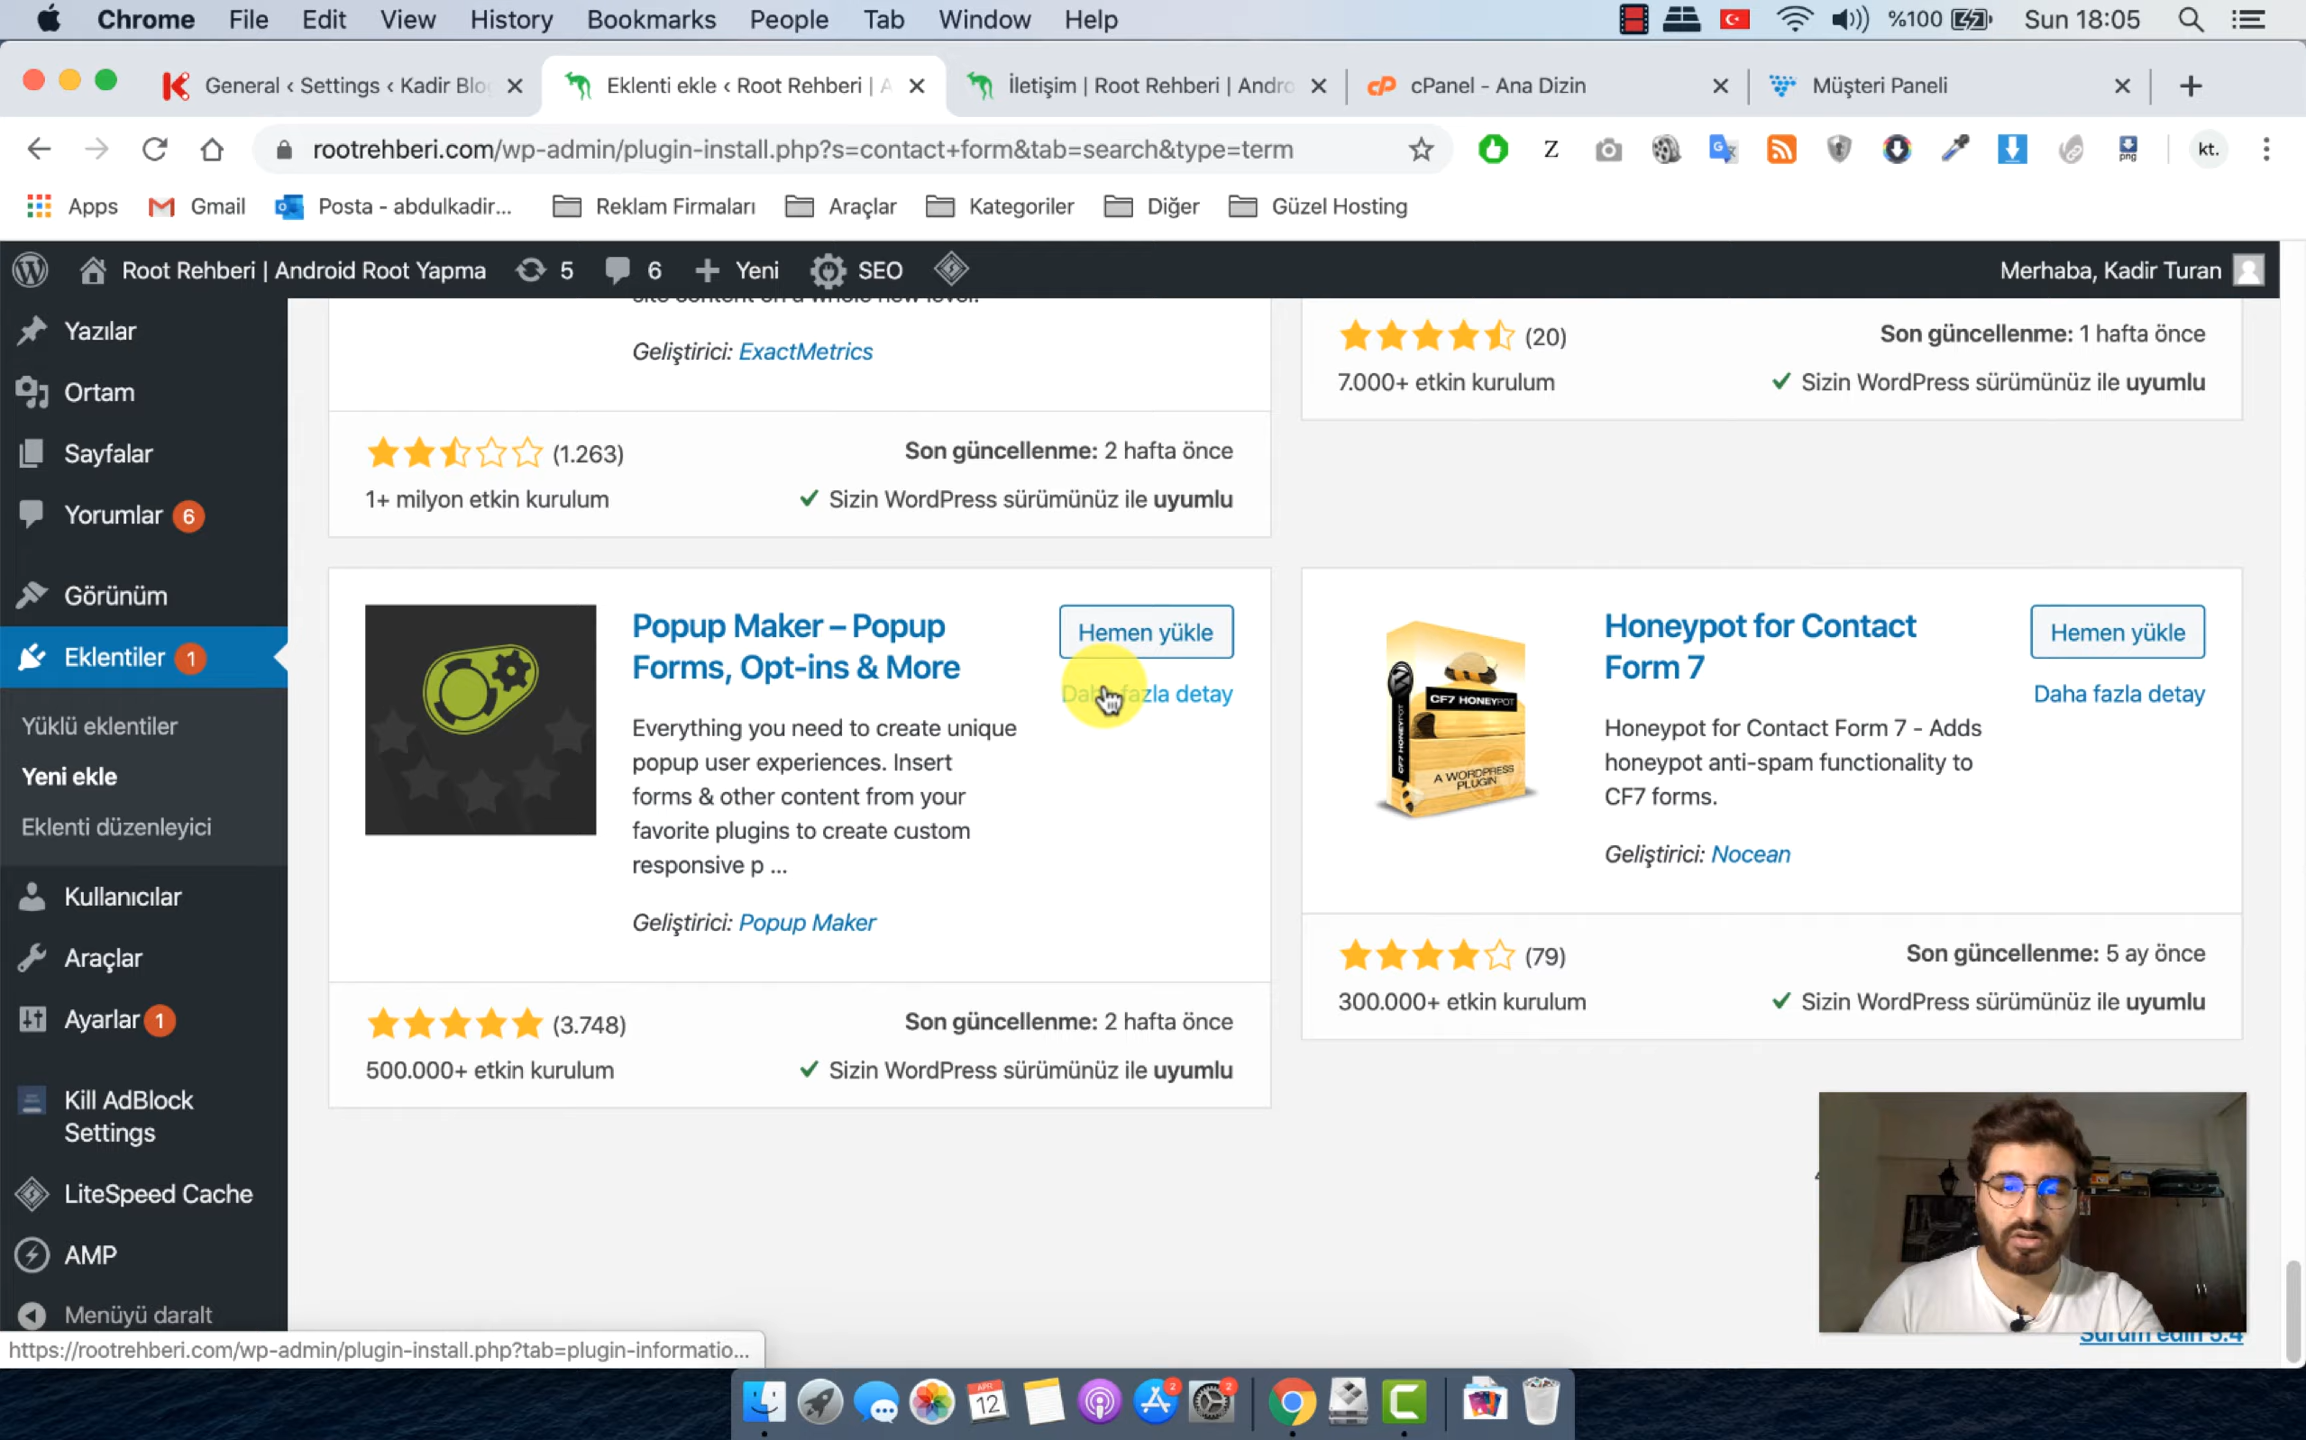 Chrome File Edit View History Bookmarks People Tab Window Help %100 Sun 18:05
General ‹ Settings ‹ Kadir Blo
Eklenti ekle ‹ Root Rehberi | A
İletişim | Root Rehberi | Andro
cPanel - Ana Dizin
Müşteri Paneli
rootrehberi.com/wp-admin/plugin-install.php?s=contact+form&tab=search&type=term
Z
png
kt.
Apps Gmail Posta - abdulkadir... Reklam Firmaları Araçlar Kategoriler Diğer Güzel Hosting
Root Rehberi | Android Root Yapma 5 6 Yeni SEO Merhaba, Kadir Turan
Yazılar
Ortam
Sayfalar
Yorumlar 6
Görünüm
Eklentiler 1
Yüklü eklentiler
Yeni ekle
Eklenti düzenleyici
Kullanıcılar
Araçlar
Ayarlar 1
Kill AdBlock
Settings
LiteSpeed Cache
AMP
Menüyü daralt
site content on a whole new level.
Geliştirici: ExactMetrics
(1.263)
Son güncellenme: 2 hafta önce
1+ milyon etkin kurulum
Sizin WordPress sürümünüz ile uyumlu
(20)
Son güncellenme: 1 hafta önce
7.000+ etkin kurulum
Sizin WordPress sürümünüz ile uyumlu
Popup Maker – Popup
Forms, Opt-ins & More
Hemen yükle
Daha fazla detay
Everything you need to create unique
popup user experiences. Insert
forms & other content from your
favorite plugins to create custom
responsive p ...
Geliştirici: Popup Maker
(3.748)
Son güncellenme: 2 hafta önce
500.000+ etkin kurulum
Sizin WordPress sürümünüz ile uyumlu
CF7 HONEYPOT
A WORDPRESS
PLUGIN
Honeypot for Contact
Form 7
Hemen yükle
Daha fazla detay
Honeypot for Contact Form 7 - Adds
honeypot anti-spam functionality to
CF7 forms.
Geliştirici: Nocean
(79)
Son güncellenme: 5 ay önce
300.000+ etkin kurulum
Sizin WordPress sürümünüz ile uyumlu
https://rootrehberi.com/wp-admin/plugin-install.php?tab=plugin-informatio...
APR
12
2
2